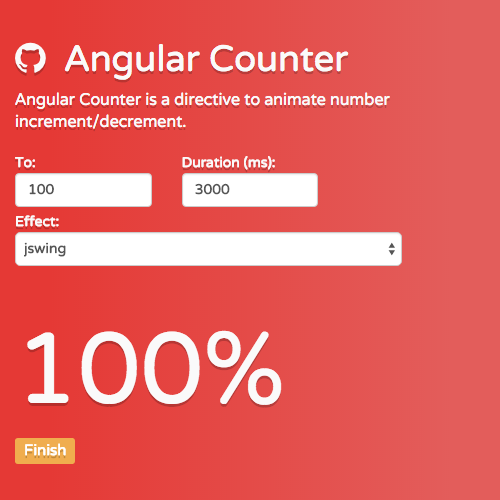 Angular Counter
Angular Counter is a directive to animate number
increment/decrement.
To: Duration (ms):
100 3000
Effect:
jswing
100%
Finish